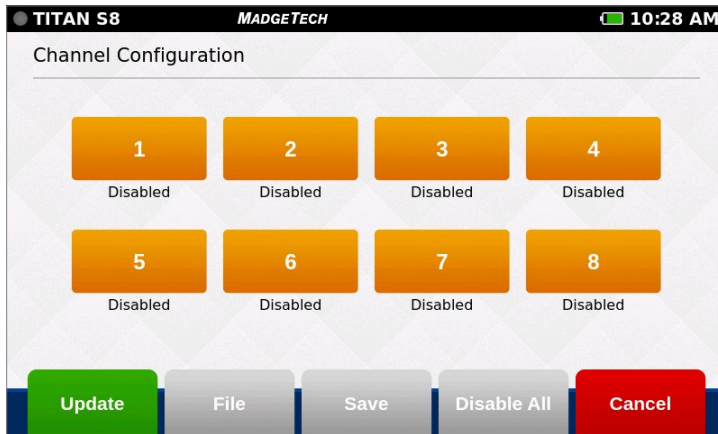 TITAN S8 MADGETECH 10:28 AM
Channel Configuration
1 2 3 4
Disabled Disabled Disabled Disabled
5 6 7 8
Disabled Disabled Disabled Disabled
Update File Save Disable All Cancel